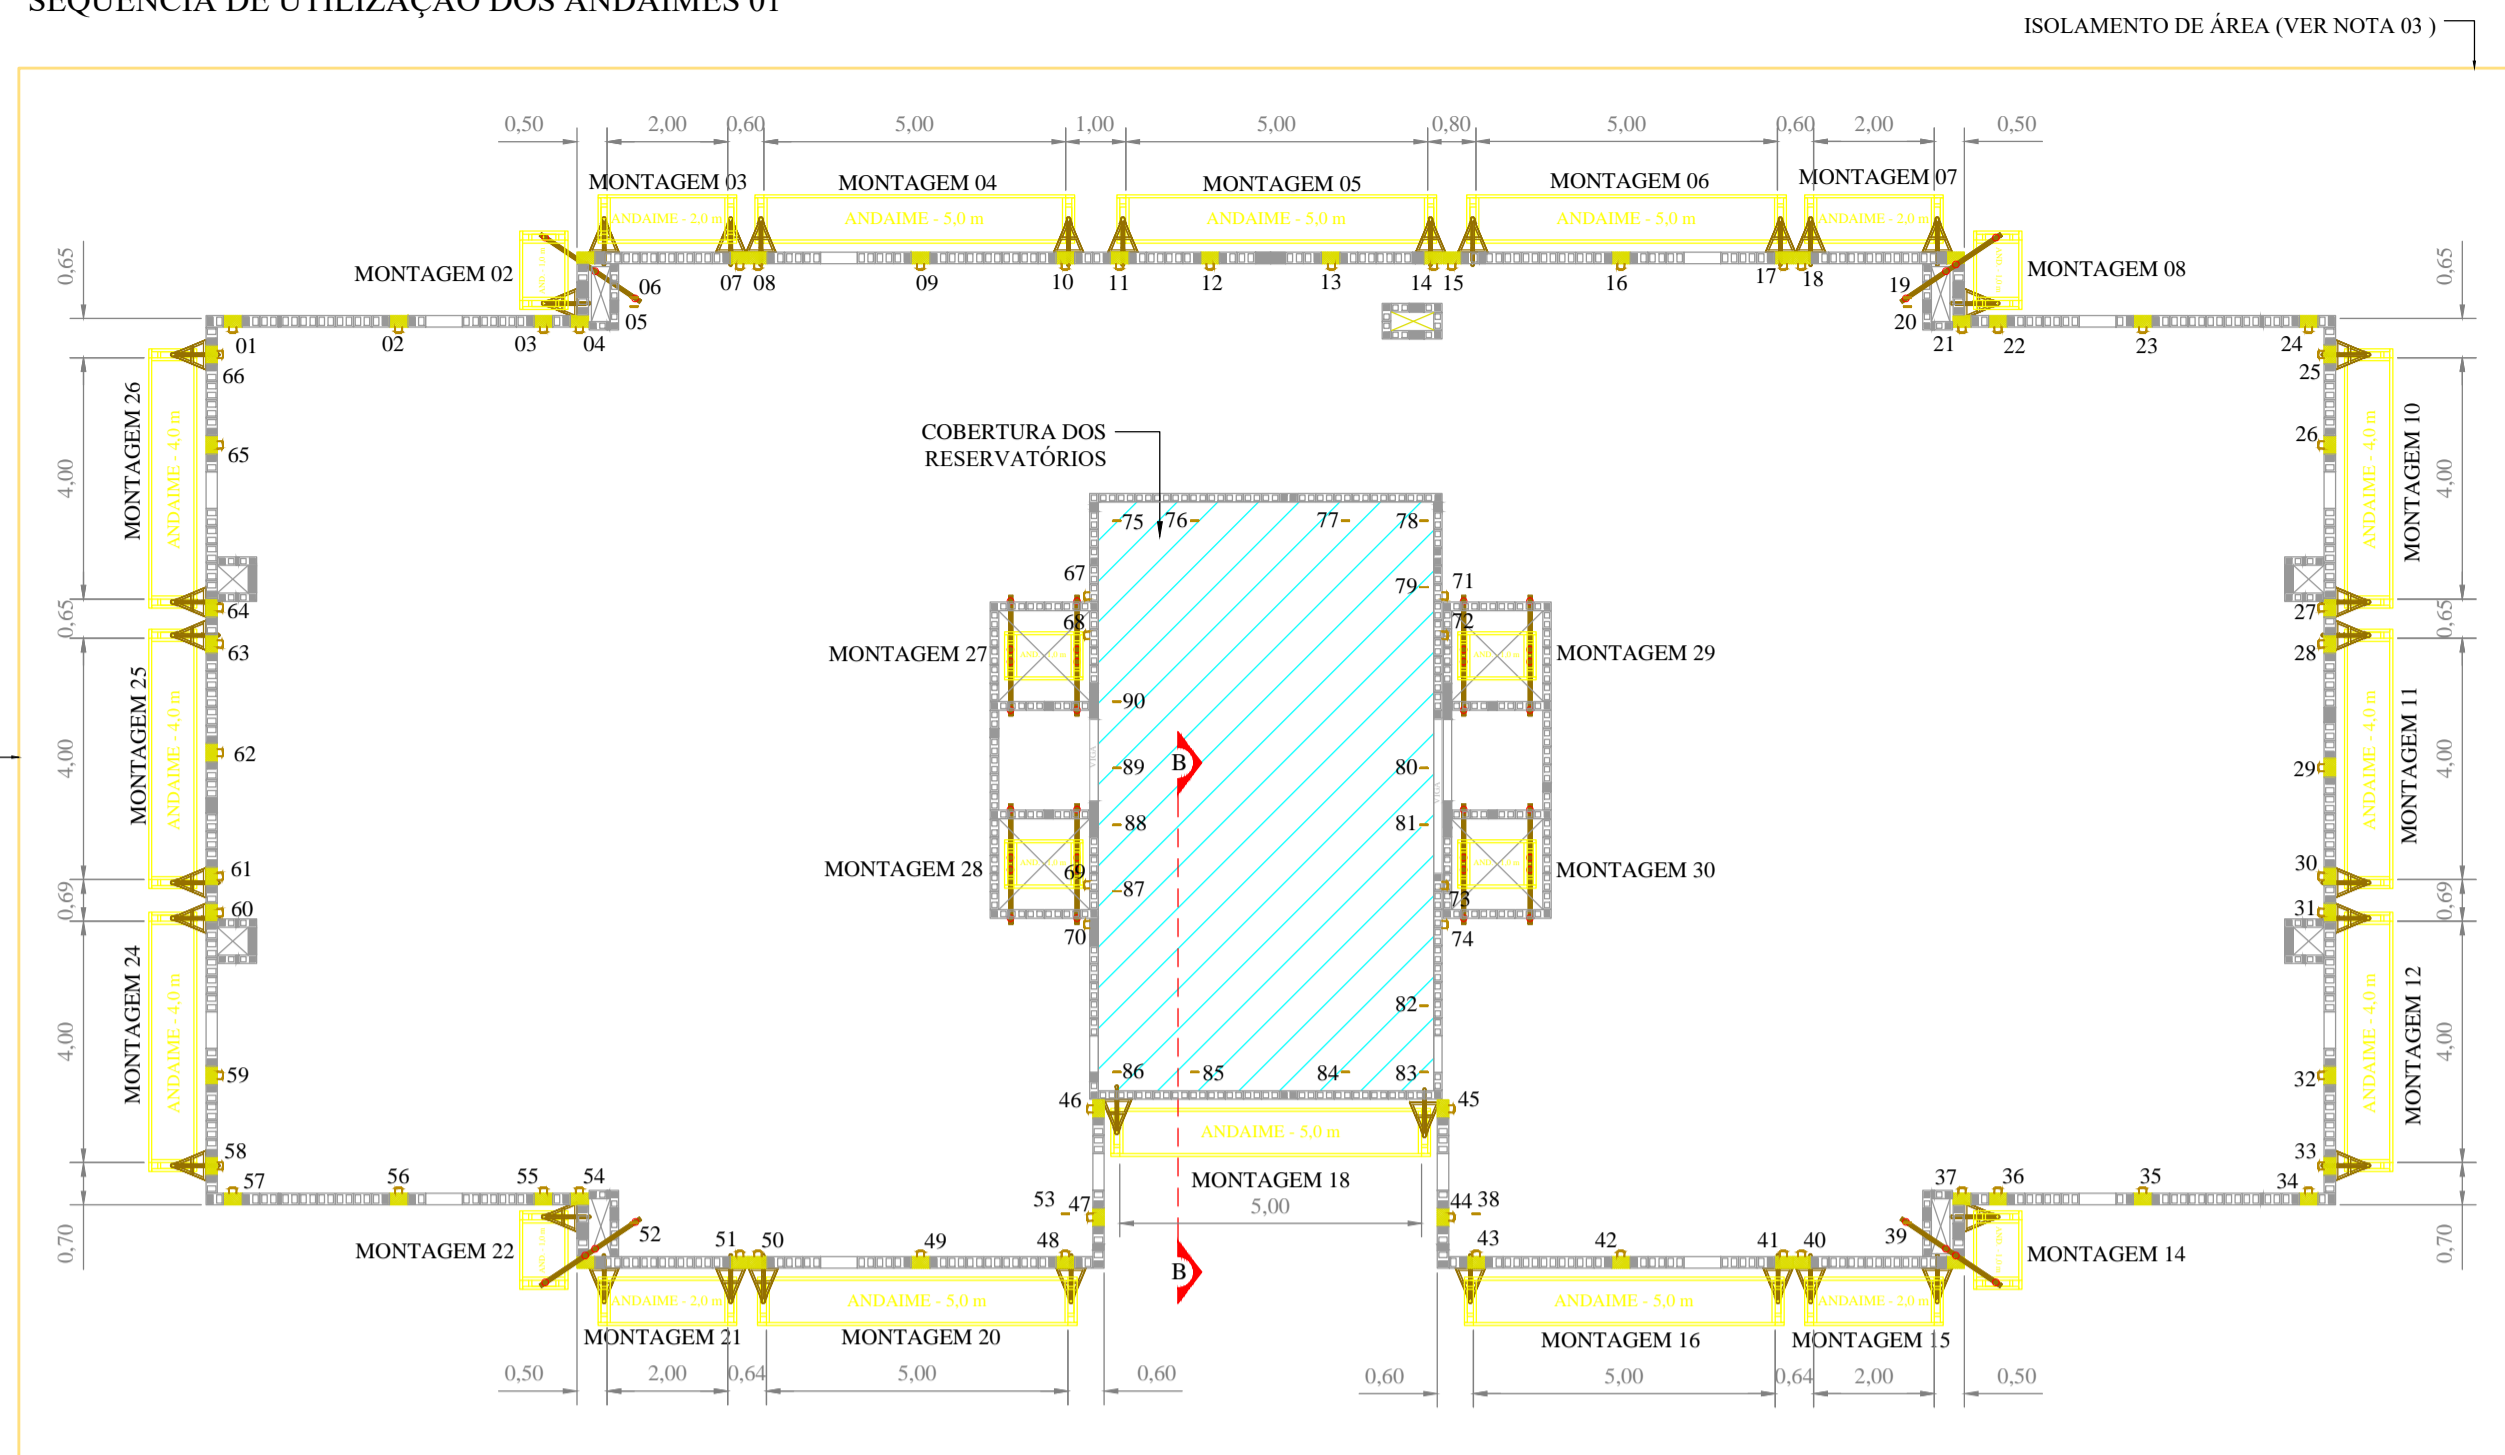 SEQUÊNCIA DE UTILIZAÇÃO DOS ANDAIMES 01
ISOLAMENTO DE ÁREA (VER NOTA 03 )
0,50 2,00 0,60 5,00 1,00 5,00 0,80 5,00 0,60 2,00 0,50
MONTAGEM 03 MONTAGEM 04 MONTAGEM 05 MONTAGEM 06 MONTAGEM 07
ANDAIME - 2,0 m ANDAIME - 5,0 m ANDAIME - 5,0 m ANDAIME - 5,0 m ANDAIME - 2,0 m
0,65 MONTAGEM 02 MONTAGEM 08 0,65
06 07 08 09 10 11 12 13 14 15 16 17 18 19
05 20
01 02 03 04 21 22 23 24
66 25
MONTAGEM 26
ANDAIME - 4,0 m
4,00
65
26
MONTAGEM 10
ANDAIME - 4,0 m
4,00
COBERTURA DOS
RESERVATÓRIOS
75 76 77 78
67 79 71
64 27
0,65 0,65
68 72
63 28
MONTAGEM 27 MONTAGEM 29
90
MONTAGEM 25
ANDAIME - 4,0 m
4,00
62
89 B 80
29
MONTAGEM 11
ANDAIME - 4,0 m
4,00
88 81
61 MONTAGEM 28 69 MONTAGEM 30 30
87 73
0,69 0,69
60 31
70 74
MONTAGEM 24
ANDAIME - 4,0 m
4,00
82
MONTAGEM 12
ANDAIME - 4,0 m
4,00
59 86 85 84 83 32
46 45
ANDAIME - 5,0 m
58 33
57 56 55 54 MONTAGEM 18 37 36 35 34
0,70 53 47 5,00 44 38 0,70
52 39
MONTAGEM 22 51 50 49 48 43 42 41 40 MONTAGEM 14
B
ANDAIME - 2,0 m ANDAIME - 5,0 m ANDAIME - 5,0 m ANDAIME - 2,0 m
MONTAGEM 21 MONTAGEM 20 MONTAGEM 16 MONTAGEM 15
0,50 2,00 0,64 5,00 0,60 0,60 5,00 0,64 2,00 0,50